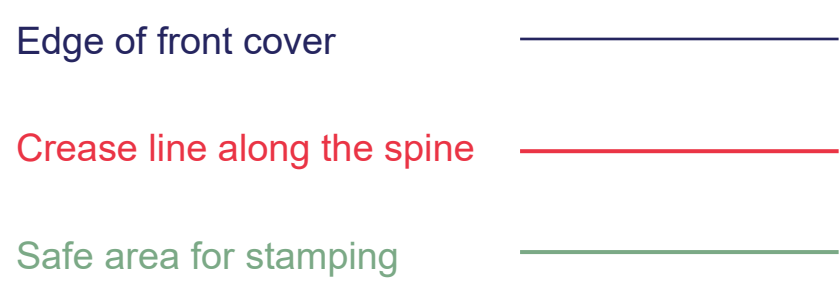 Edge of front cover
Crease line along the spine
Safe area for stamping